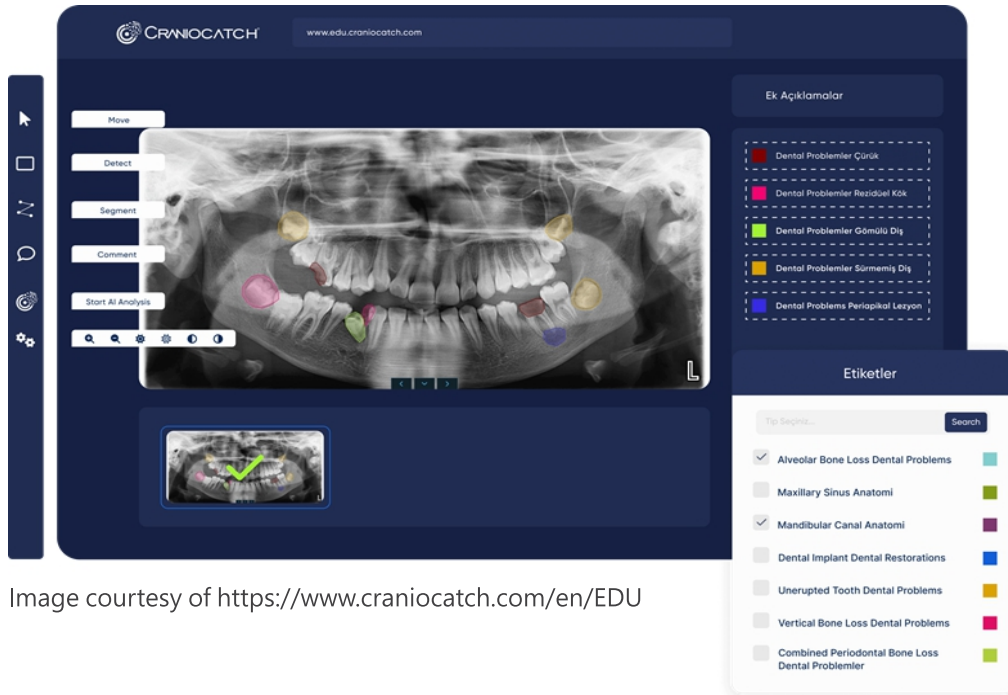 CRANIOCATCH
www.edu.craniocatch.com
Ek Açıklamalar
Move
Detect
Segment
Comment
Start AI Analysis
L
Dental Problemler Çürük
Dental Problemler Rezidüel Kök
Dental Problemler Gömülü Diş
Dental Problemler Sürmemiş Diş
Dental Problems Periapikal Lezyon
Etiketler
Tip Seçiniz...
Search
Alveolar Bone Loss Dental Problems
Maxillary Sinus Anatomi
Mandibular Canal Anatomi
Dental Implant Dental Restorations
Unerupted Tooth Dental Problems
Vertical Bone Loss Dental Problems
Combined Periodontal Bone Loss
Dental Problemler
Image courtesy of https://www.craniocatch.com/en/EDU